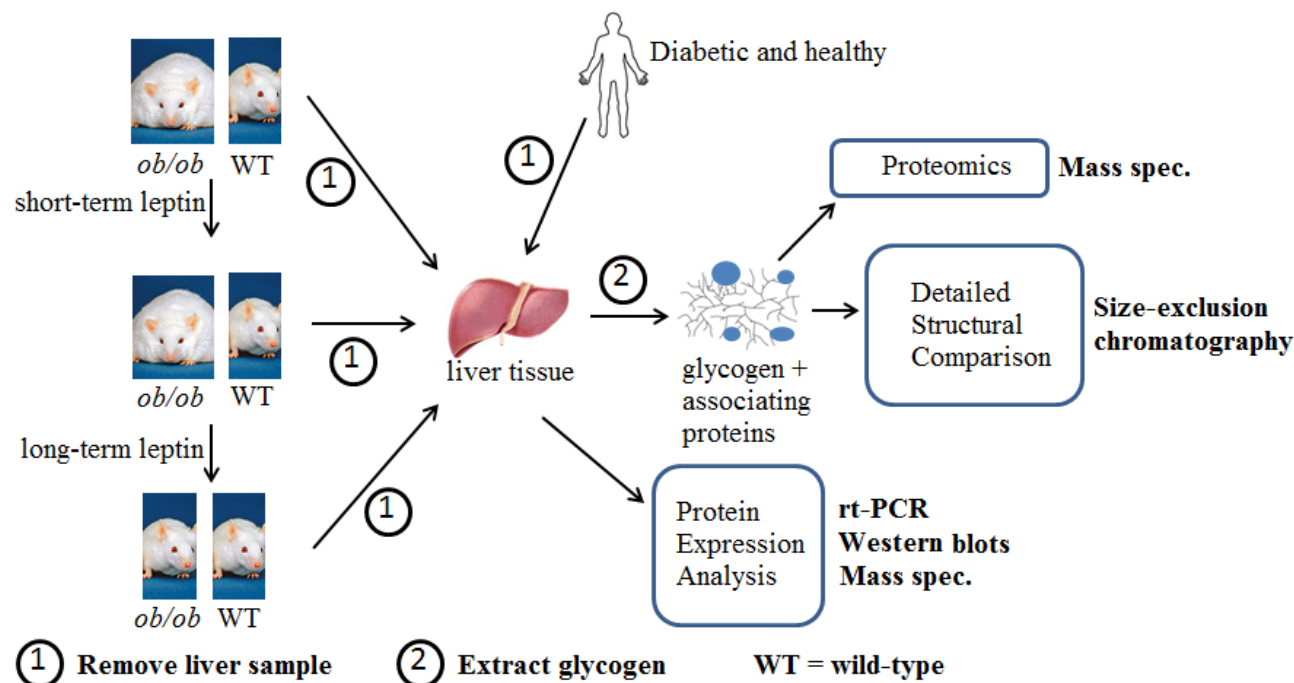 Diabetic and healthy
ob/ob WT
1
1
short-term leptin
Proteomics
Mass spec.
2
Detailed
Structural
Comparison
Size-exclusion
chromatography
ob/ob WT
1
liver tissue
glycogen +
associating
proteins
long-term leptin
1
Protein
Expression
Analysis
rt-PCR
Western blots
Mass spec.
ob/ob WT
1 Remove liver sample
2 Extract glycogen
WT = wild-type